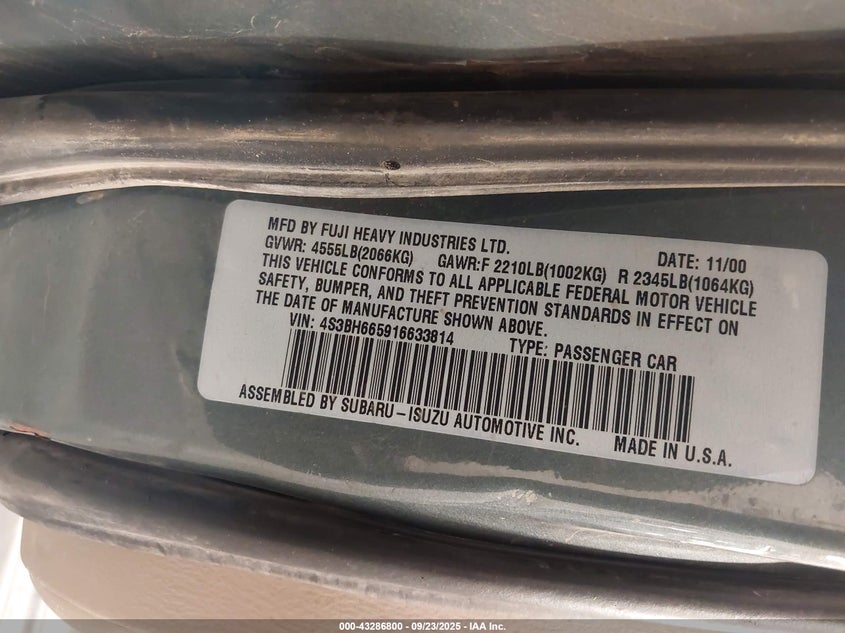 MFD BY FUJI HEAVY INDUSTRIES LTD. DATE: 11/00
GVWR: 4555LB(2066KG) GAWR:F 2210LB(1002KG) R 2345LB(1064KG)
THIS VEHICLE CONFORMS TO ALL APPLICABLE FEDERAL MOTOR VEHICLE
SAFETY, BUMPER, AND THEFT PREVENTION STANDARDS IN EFFECT ON
THE DATE OF MANUFACTURE SHOWN ABOVE.
VIN: 4S3BH665916633814 TYPE: PASSENGER CAR
ASSEMBLED BY SUBARU-ISUZU AUTOMOTIVE INC. MADE IN U.S.A.
000-43286800 - 09/23/2025 - IAA Inc.